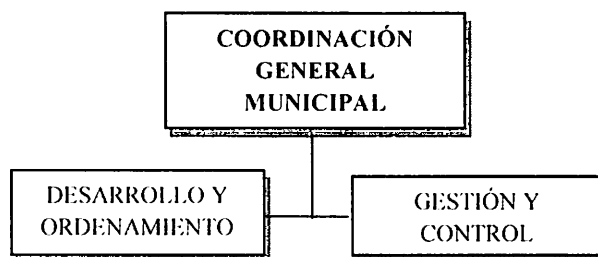 COORDINACIÓN
GENERAL
MUNICIPAL
DESARROLLO Y
ORDENAMIENTO
GESTIÓN Y
CONTROL